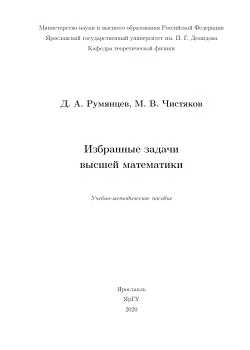 Министерство науки и высшего образования Российской Федерации
Ярославский государственный университет им. П. Г. Демидова
Кафедра теоретической физики
Д. А. Румянцев, М. В. Чистяков
Избранные задачи
высшей математики
Учебно-методическое пособие
Ярославль
ЯрГУ
2020